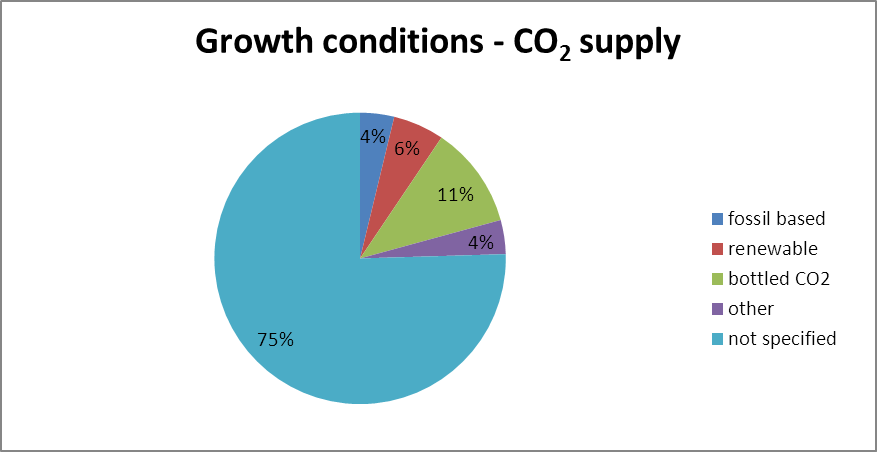 Growth conditions - CO₂ supply
4%
6%
11%
4%
75%
fossil based
renewable
bottled CO2
other
not specified